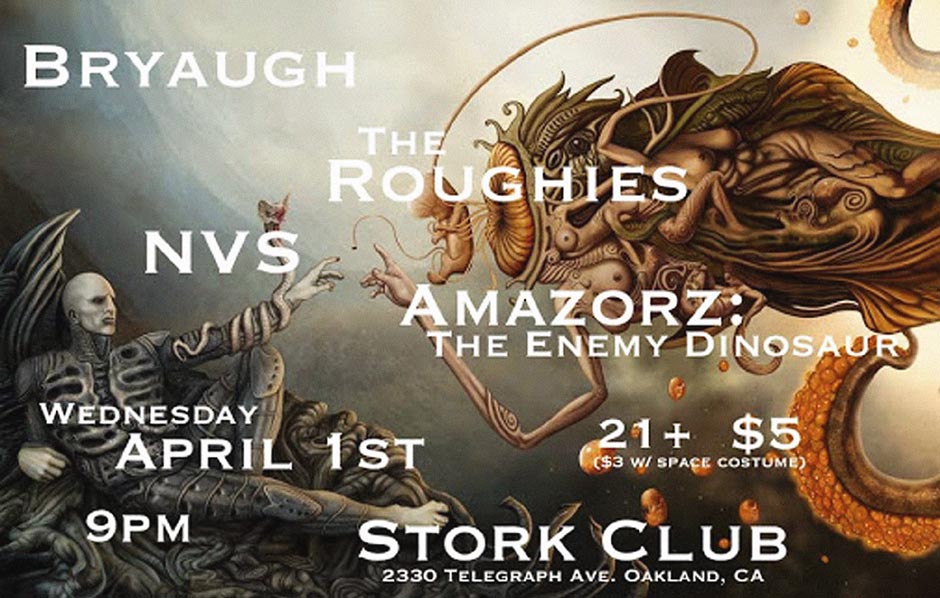 BRYAUGH
THE
ROUGHIES
NVS
AMAZORZ:
THE ENEMY DINOSAUR
WEDNESDAY
APRIL 1ST
21+ $5
($3 W/ SPACE COSTUME)
9PM
STORK CLUB
2330 TELEGRAPH AVE. OAKLAND, CA